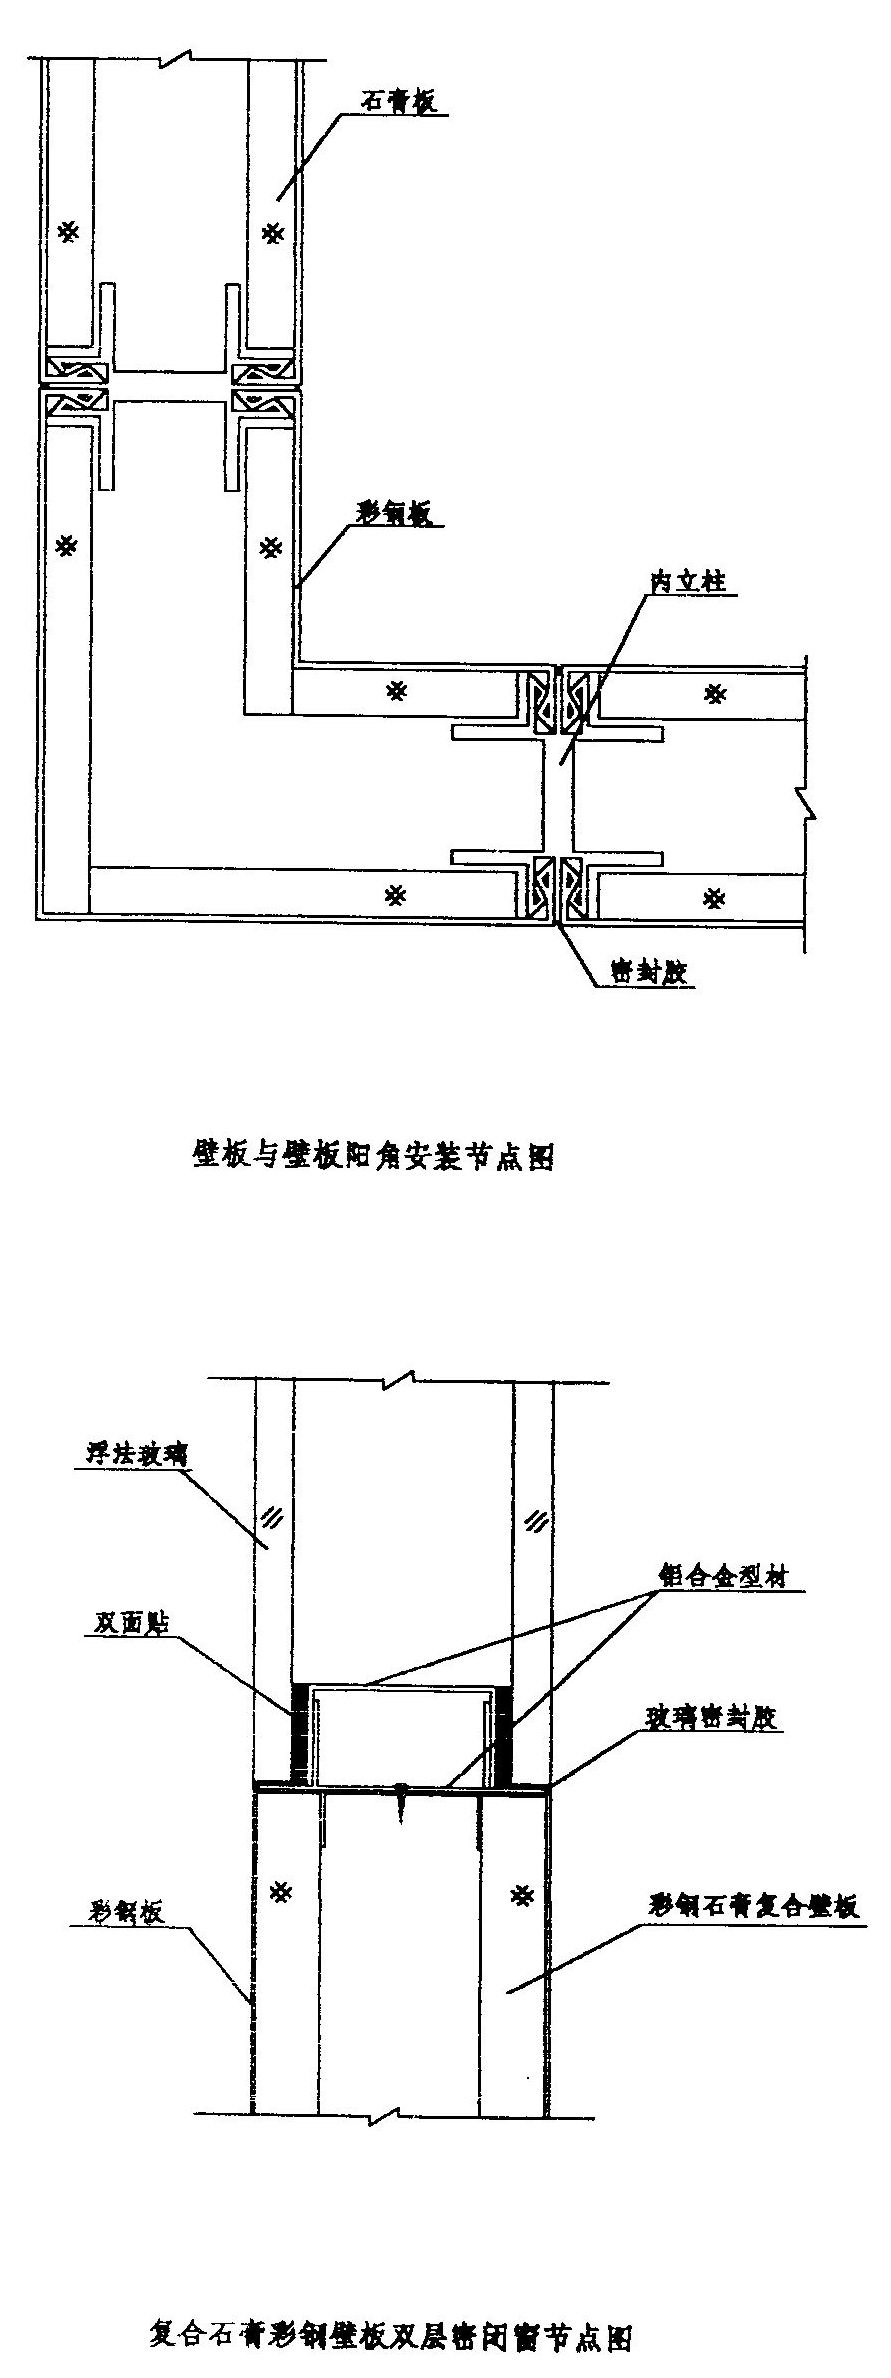 石膏板
彩钢板
内立柱
密封胶
壁板与壁板阳角安装节点图
浮法玻璃
铝合金型材
双面贴
玻璃密封胶
彩钢板
彩钢石膏复合壁板
复合石膏彩钢壁板双层密闭窗节点图